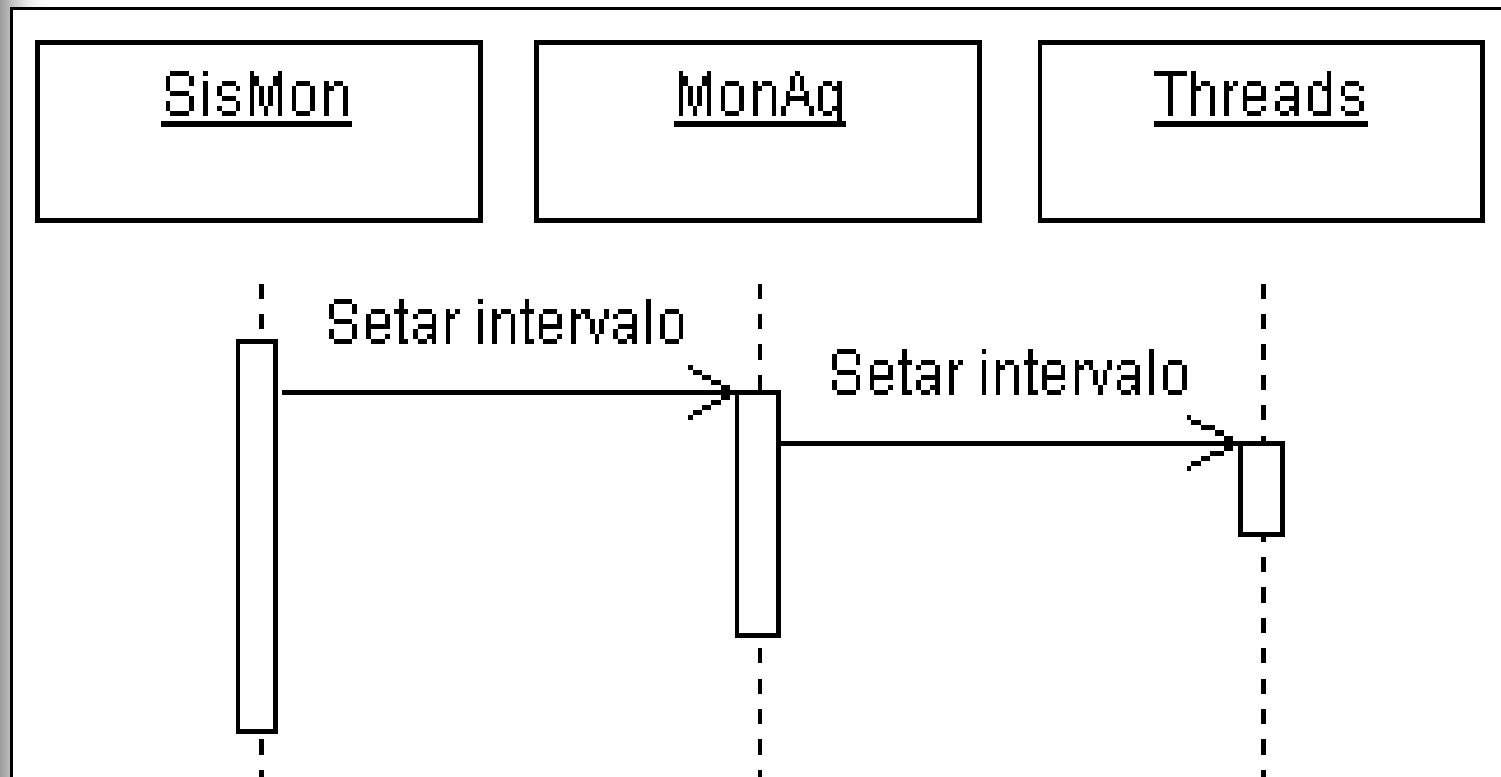 SisMon
MonAg
Threads
Setar intervalo
Setar intervalo